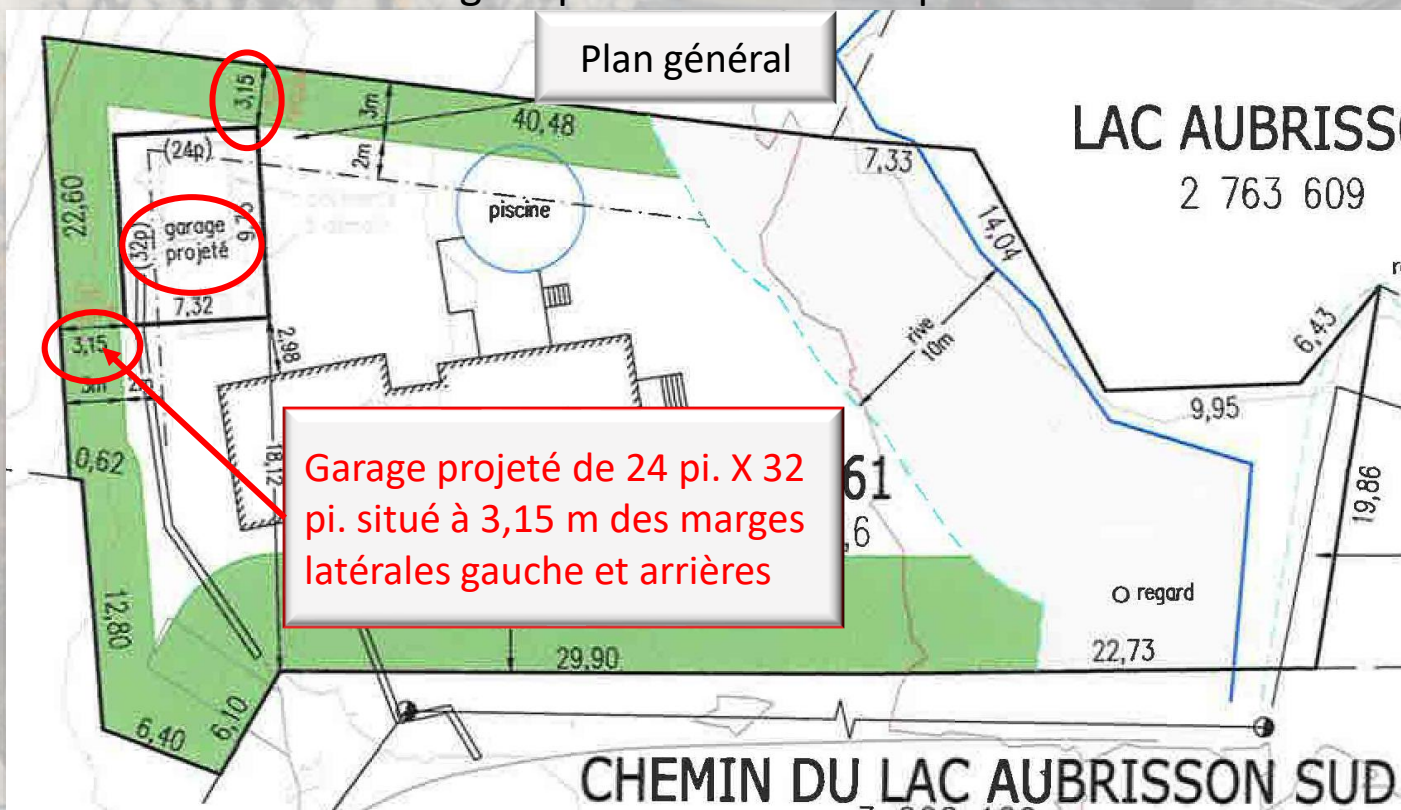 Plan général
LAC AUBRISS
2 763 609
3,15
3m
2m
40,48
7,33
14,04
(24p)
22,60
garage
projeté
(32p)
9,75
7,32
piscine
3,15
3m
2m
2,98
rive
10m
6,43
9,95
19,86
0,62
18,12
Garage projeté de 24 pi. X 32
pi. situé à 3,15 m des marges
latérales gauche et arrières
61
,6
12,80
regard
29,90
22,73
6,10
6,40
CHEMIN DU LAC AUBRISSON SUD